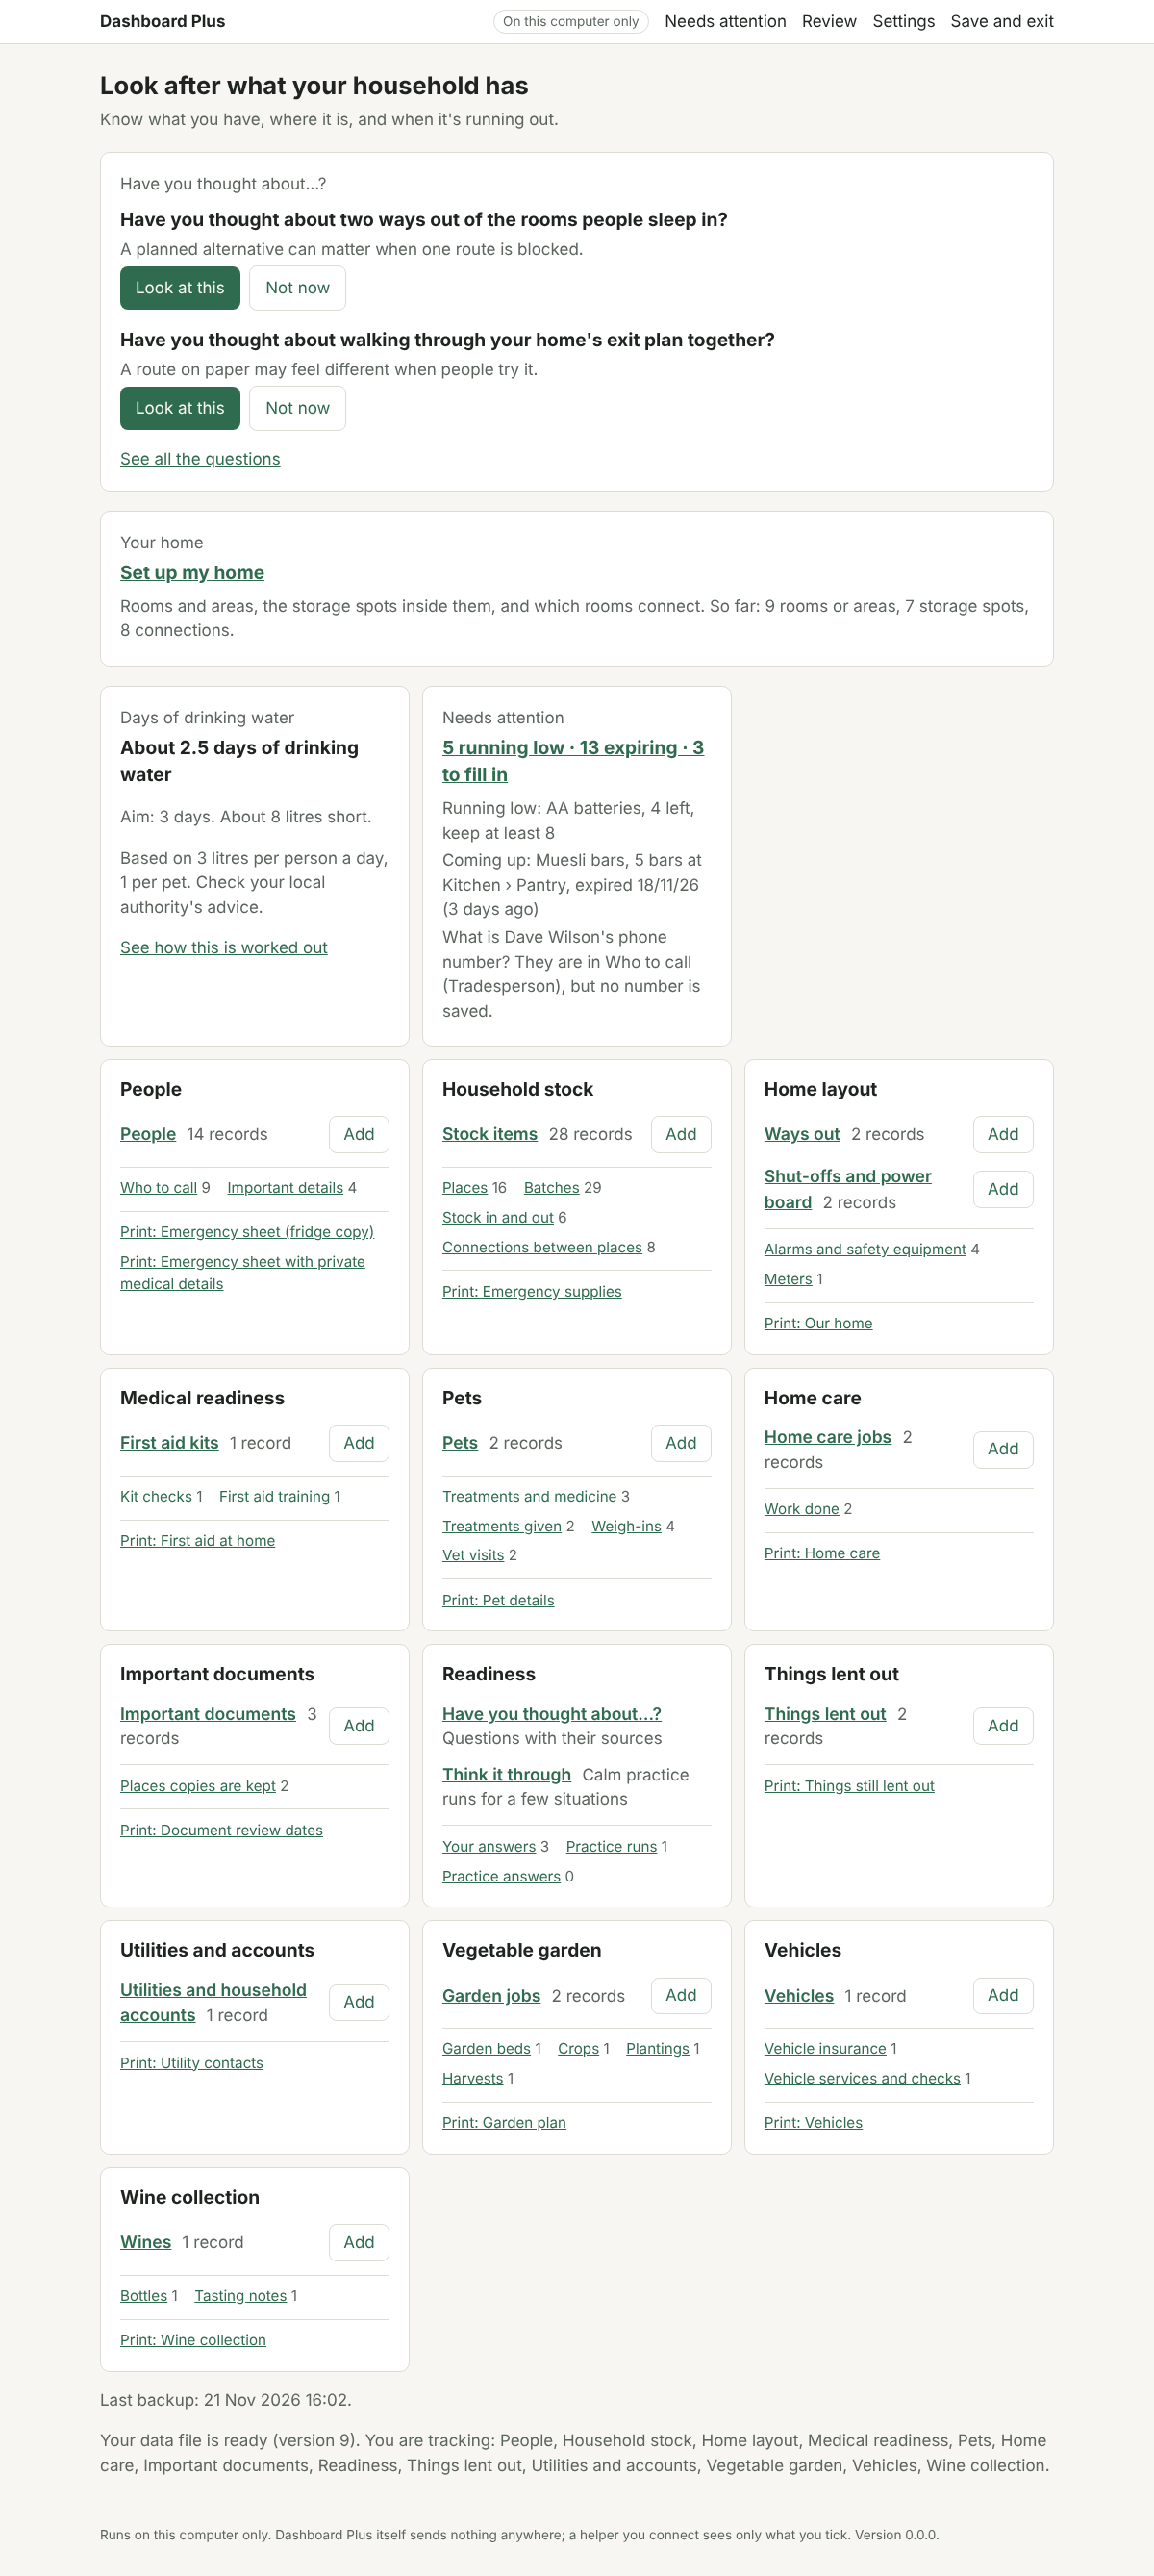 Dashboard Plus
On this computer only Needs attention Review Settings Save and exit
Look after what your household has
Know what you have, where it is, and when it's running out.
Have you thought about...?
Have you thought about two ways out of the rooms people sleep in?
A planned alternative can matter when one route is blocked.
Look at this Not now
Have you thought about walking through your home's exit plan together?
A route on paper may feel different when people try it.
Look at this Not now
See all the questions
Your home
Set up my home
Rooms and areas, the storage spots inside them, and which rooms connect. So far: 9 rooms or areas, 7 storage spots,
8 connections.
Days of drinking water
About 2.5 days of drinking
water
Aim: 3 days. About 8 litres short.
Based on 3 litres per person a day,
1 per pet. Check your local
authority's advice.
See how this is worked out
Needs attention
5 running low · 13 expiring · 3
to fill in
Running low: AA batteries, 4 left,
keep at least 8
Coming up: Muesli bars, 5 bars at
Kitchen › Pantry, expired 18/11/26
(3 days ago)
What is Dave Wilson's phone
number? They are in Who to call
(Tradesperson), but no number is
saved.
People
People 14 records Add
Who to call 9 Important details 4
Print: Emergency sheet (fridge copy)
Print: Emergency sheet with private
medical details
Household stock
Stock items 28 records Add
Places 16 Batches 29
Stock in and out 6
Connections between places 8
Print: Emergency supplies
Home layout
Ways out 2 records Add
Shut-offs and power
board 2 records Add
Alarms and safety equipment 4
Meters 1
Print: Our home
Medical readiness
First aid kits 1 record Add
Kit checks 1 First aid training 1
Print: First aid at home
Pets
Pets 2 records Add
Treatments and medicine 3
Treatments given 2 Weigh-ins 4
Vet visits 2
Print: Pet details
Home care
Home care jobs 2
records Add
Work done 2
Print: Home care
Important documents
Important documents 3
records Add
Places copies are kept 2
Print: Document review dates
Readiness
Have you thought about...?
Questions with their sources
Think it through Calm practice
runs for a few situations
Your answers 3 Practice runs 1
Practice answers 0
Things lent out
Things lent out 2
records Add
Print: Things still lent out
Utilities and accounts
Utilities and household
accounts 1 record Add
Print: Utility contacts
Vegetable garden
Garden jobs 2 records Add
Garden beds 1 Crops 1 Plantings 1
Harvests 1
Print: Garden plan
Vehicles
Vehicles 1 record Add
Vehicle insurance 1
Vehicle services and checks 1
Print: Vehicles
Wine collection
Wines 1 record Add
Bottles 1 Tasting notes 1
Print: Wine collection
Last backup: 21 Nov 2026 16:02.
Your data file is ready (version 9). You are tracking: People, Household stock, Home layout, Medical readiness, Pets, Home
care, Important documents, Readiness, Things lent out, Utilities and accounts, Vegetable garden, Vehicles, Wine collection.
Runs on this computer only. Dashboard Plus itself sends nothing anywhere; a helper you connect sees only what you tick. Version 0.0.0.